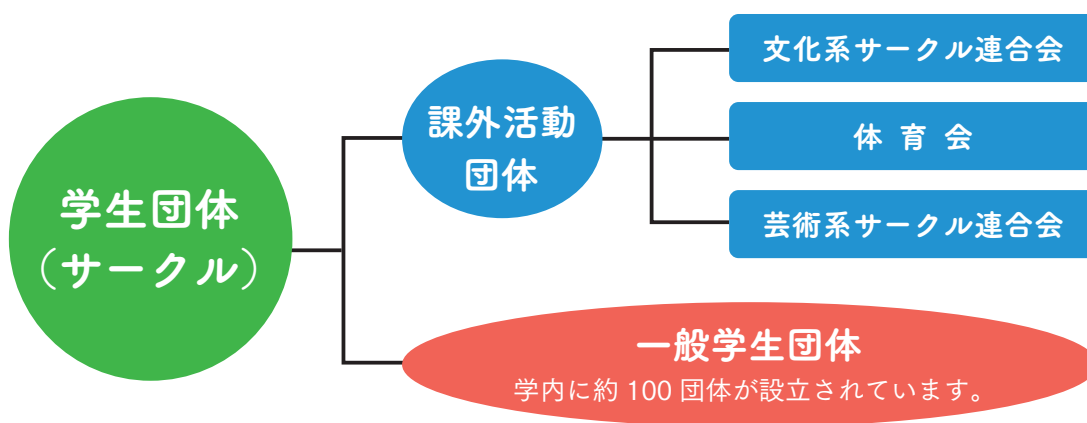 学生団体
（サークル）
課外活動
団体
文化系サークル連合会
体育会
芸術系サークル連合会
一般学生団体
学内に約 100 団体が設立されています。